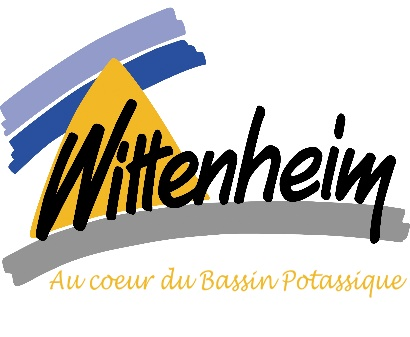 Wittenheim
Au coeur du Bassin Potassique